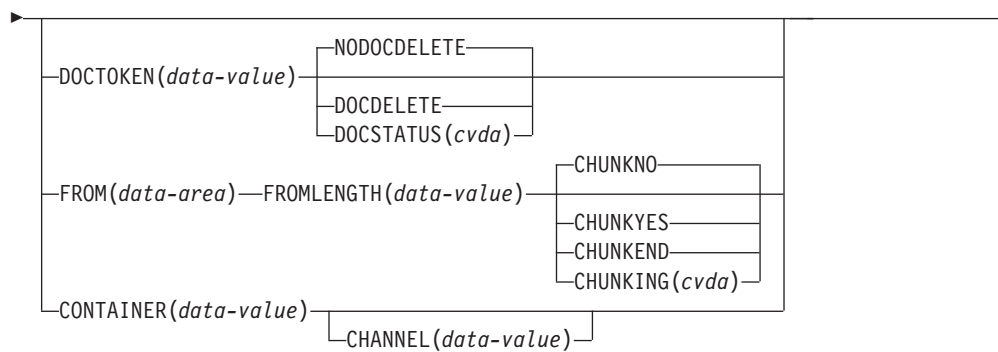 NODOCDELETE
DOCTOKEN(data-value)
DOCDELETE
DOCSTATUS(cvda)
CHUNKNO
FROM(data-area) FROMLENGTH(data-value)
CHUNKYES
CHUNKEND
CHUNKING(cvda)
CONTAINER(data-value)
CHANNEL(data-value)